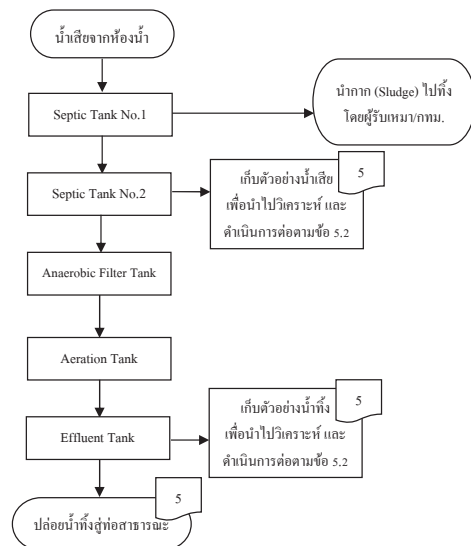 น้ำเสียจากห้องน้ำ
Septic Tank No.1
นำกาก (Sludge) ไปทิ้ง
โดยผู้รับเหมา/กทม.
Septic Tank No.2
5
เก็บตัวอย่างน้ำเสีย
เพื่อนำไปวิเคราะห์ และ
ดำเนินการต่อตามข้อ 5.2
Anaerobic Filter Tank
Aeration Tank
Effluent Tank
5
เก็บตัวอย่างน้ำทิ้ง
เพื่อนำไปวิเคราะห์ และ
ดำเนินการต่อตามข้อ 5.2
5
ปล่อยน้ำทิ้งสู่ท่อสาธารณะ